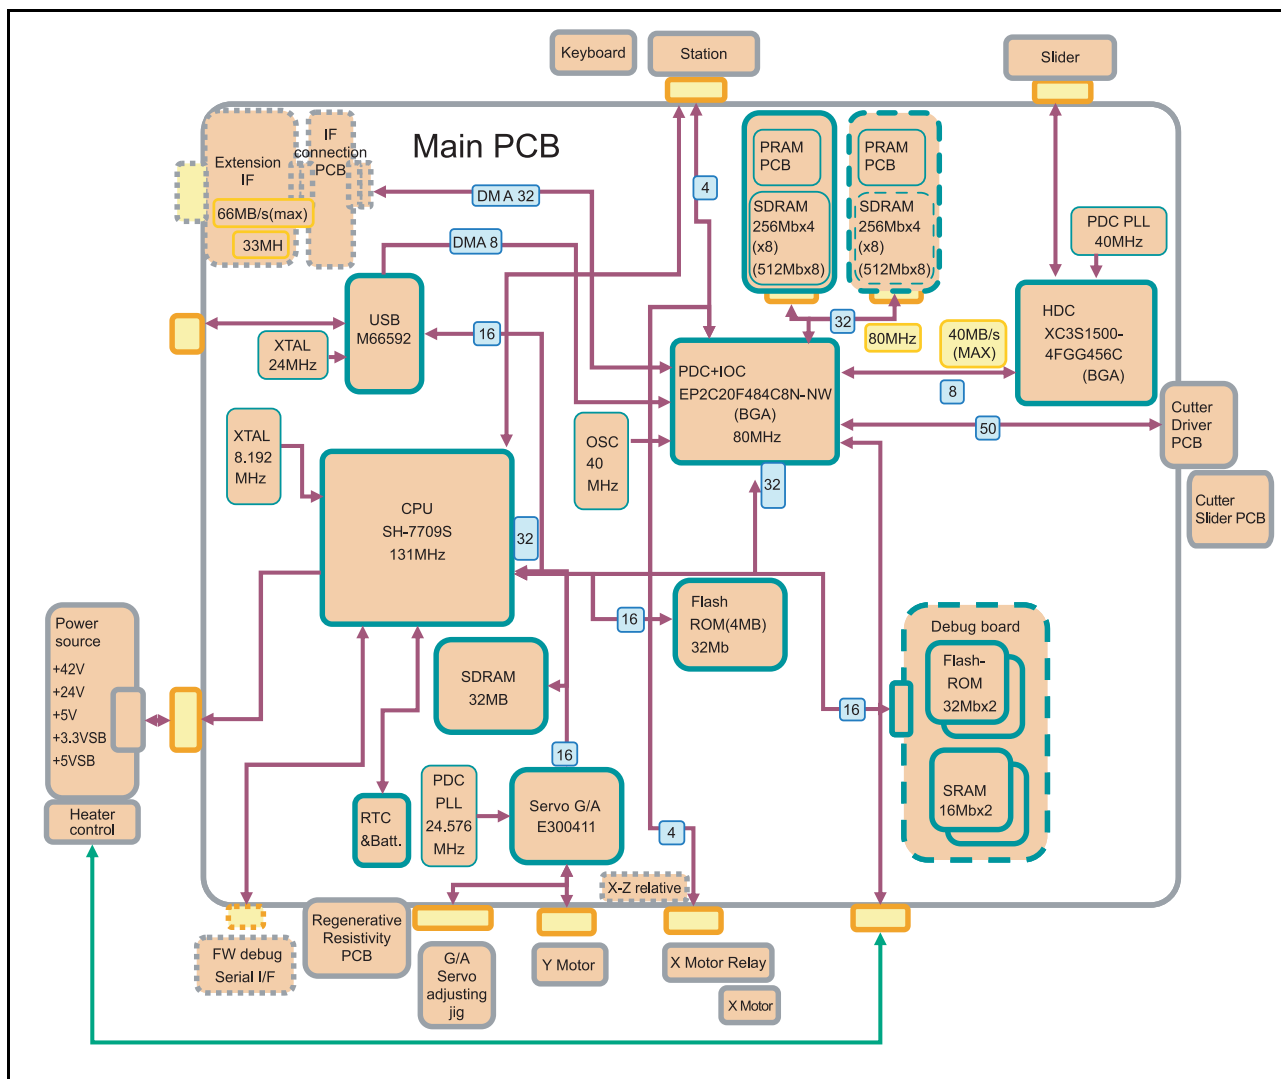 Keyboard
Station
Slider
Main PCB
Extension
IF
66MB/s(max)
33MH
IF
connection
PCB
DMA 32
DMA 8
4
PRAM
PCB
SDRAM
256Mbx4
(x8)
(512Mbx8)
PRAM
PCB
SDRAM
256Mbx4
(x8)
(512Mbx8)
PDC PLL
40MHz
USB
M66592
16
XTAL
24MHz
32
80MHz
40MB/s
(MAX)
8
HDC
XC3S1500-
4FGG456C
(BGA)
PDC+IOC
EP2C20F484C8N-NW
(BGA)
80MHz
50
Cutter
Driver
PCB
Cutter
Slider PCB
XTAL
8.192
MHz
OSC
40
MHz
32
CPU
SH-7709S
131MHz
32
Flash
ROM(4MB)
32Mb
16
Power
source
+42V
+24V
+5V
+3.3VSB
+5VSB
Heater
control
SDRAM
32MB
16
Debug board
Flash-
ROM
32Mbx2
SRAM
16Mbx2
16
RTC
&Batt.
PDC
PLL
24.576
MHz
Servo G/A
E300411
4
X-Z relative
FW debug
Serial I/F
Regenerative
Resistivity
PCB
G/A
Servo
adjusting
jig
Y Motor
X Motor Relay
X Motor